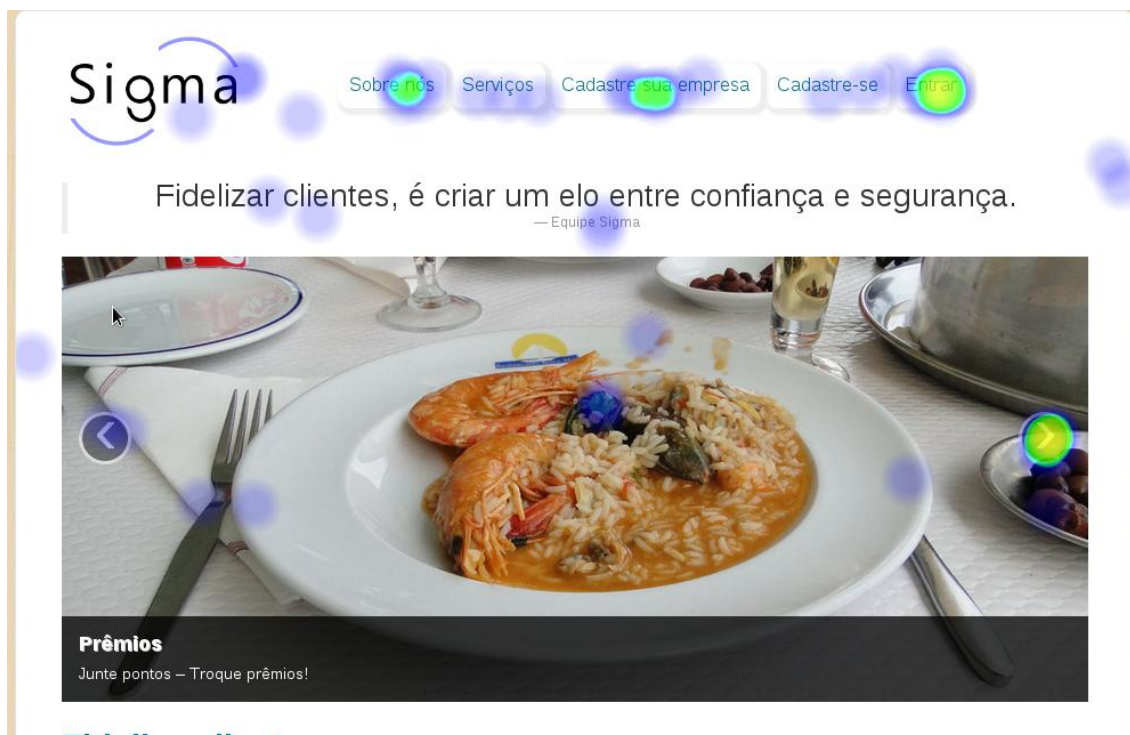 Sigma
Sobre nós Serviços Cadastre sua empresa Cadastre-se Entrar
Fidelizar clientes, é criar um elo entre confiança e segurança.
— Equipe Sigma
Prêmios
Junte pontos – Troque prêmios!